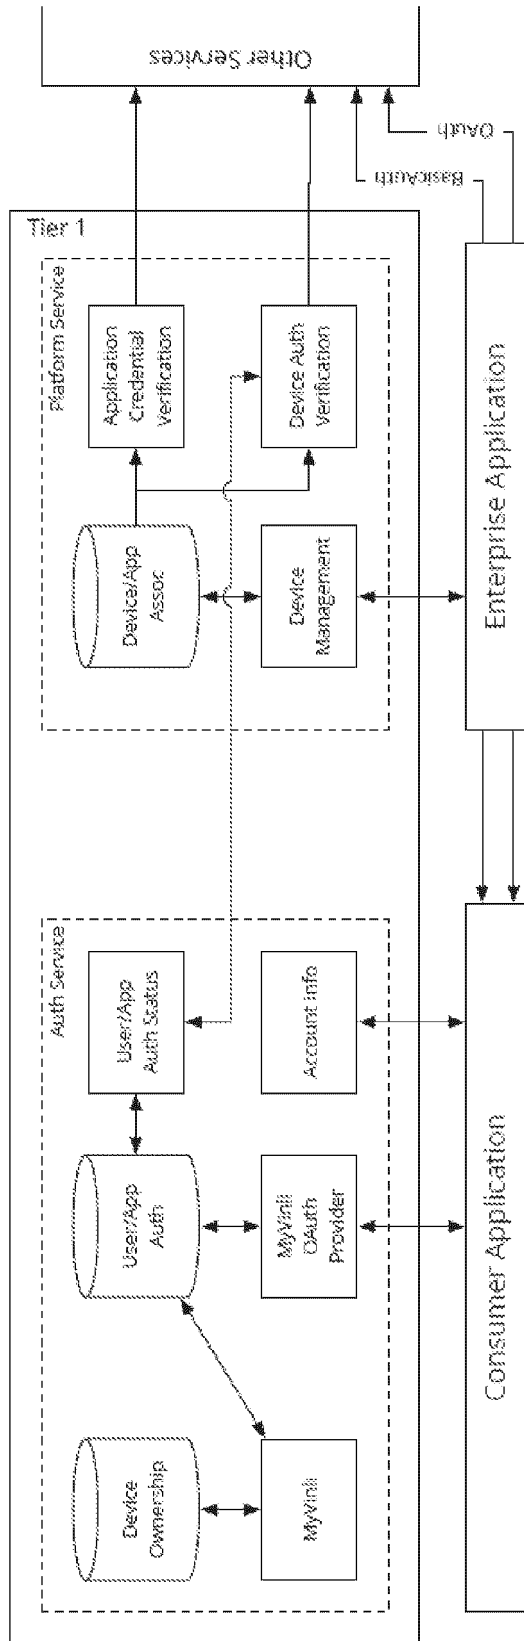 Other Services
OAuth
BasicAuth
Tier 1
Platform Service
Application
Credential
Verification
Device Auth
Verification
Device/App
Assoc
Device
Management
Enterprise Application
Auth Service
User/App
Auth Status
Account Info
User/App
Auth
MyVinli
OAuth
Provider
Consumer Application
Device
Ownership
MyVinli